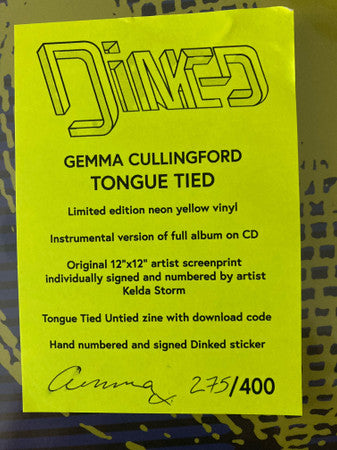 DINKED
GEMMA CULLINGFORD
TONGUE TIED
Limited edition neon yellow vinyl
Instrumental version of full album on CD
Original 12"x12" artist screenprint
individually signed and numbered by artist
Kelda Storm
Tongue Tied Untied zine with download code
Hand numbered and signed Dinked sticker
Gemma 275/400